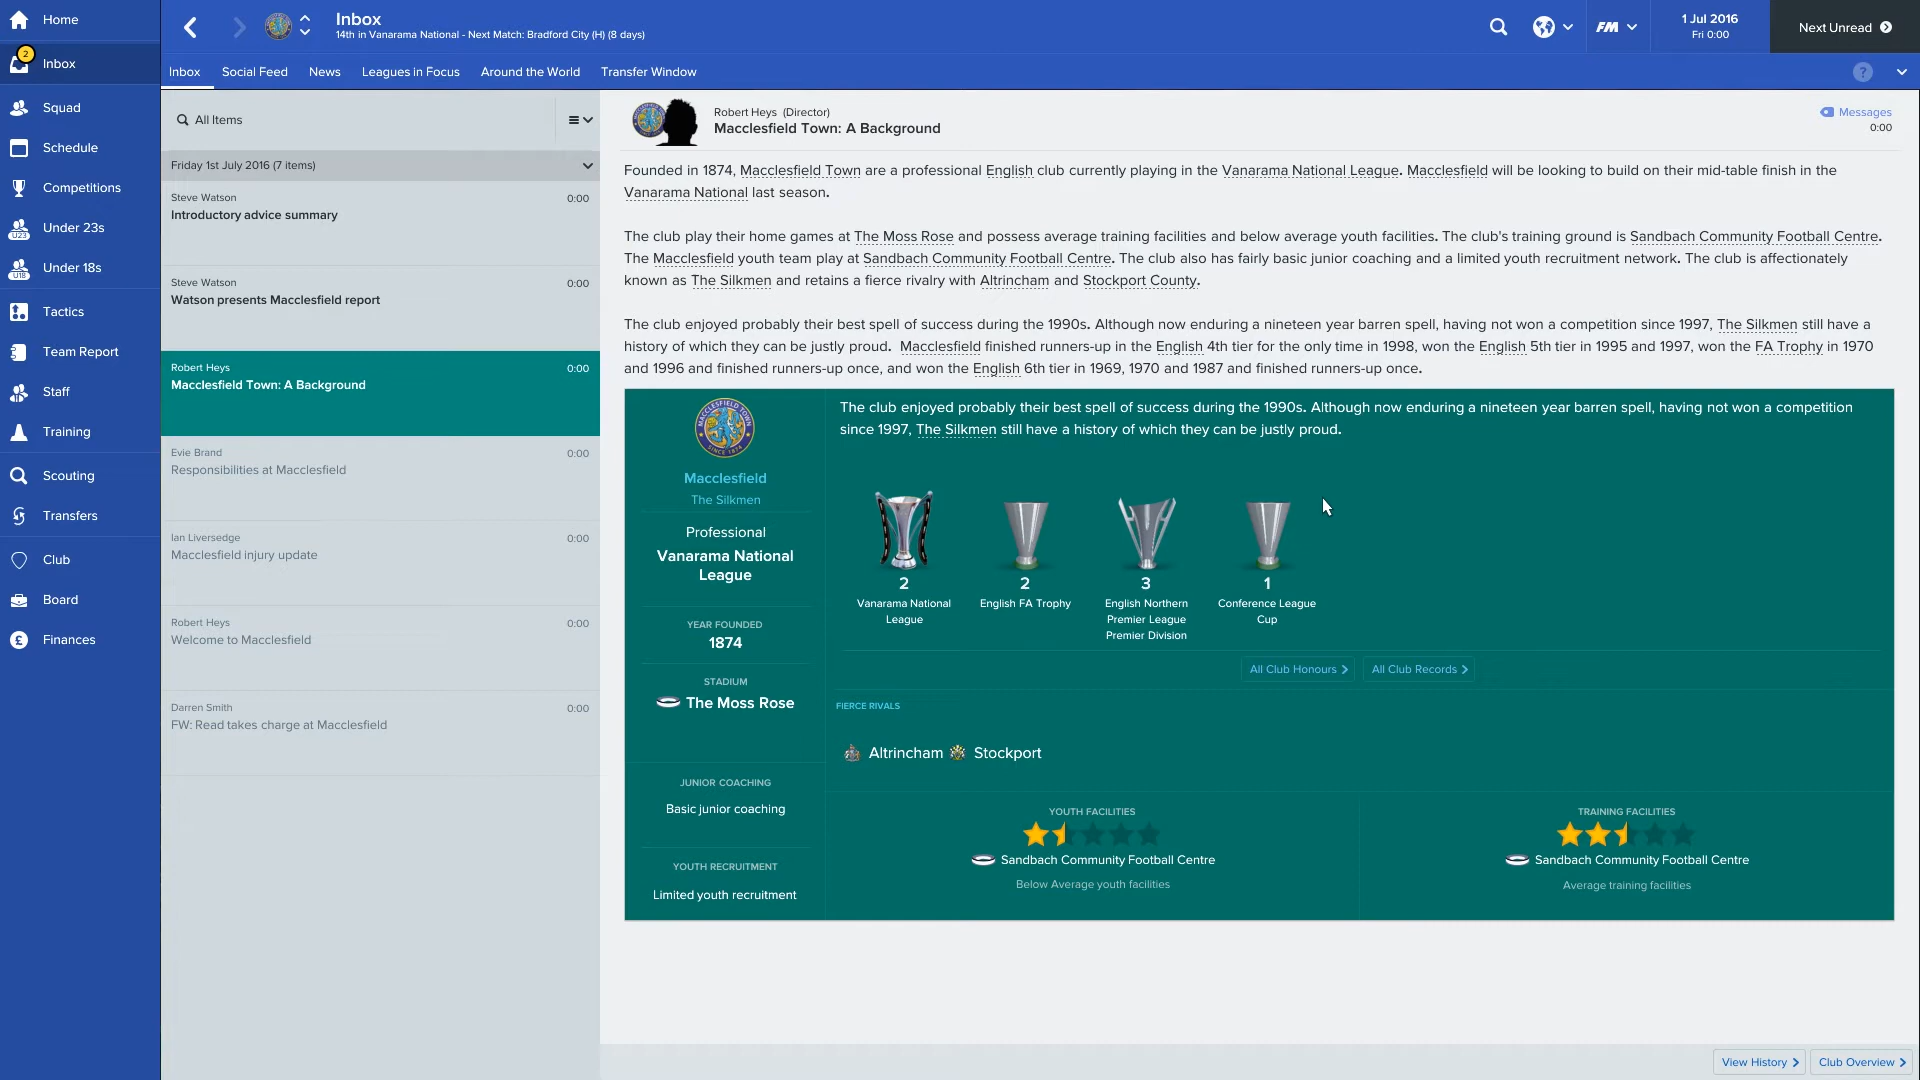 Home
2
Inbox
Squad
Schedule
Competitions
Under 23s
U23
Under 18s
U18
Tactics
Team Report
Staff
Training
Scouting
Transfers
Club
Board
£
Finances
Inbox
14th in Vanarama National - Next Match: Bradford City (H) (8 days)
FM
1 Jul 2016
Fri 0:00
Next Unread
Inbox Social Feed News Leagues in Focus Around the World Transfer Window
?
All Items
Friday 1st July 2016 (7 items)
Steve Watson 0:00
Introductory advice summary
Steve Watson 0:00
Watson presents Macclesfield report
Robert Heys 0:00
Macclesfield Town: A Background
Evie Brand 0:00
Responsibilities at Macclesfield
Ian Liversedge 0:00
Macclesfield injury update
Robert Heys 0:00
Welcome to Macclesfield
Darren Smith 0:00
FW: Read takes charge at Macclesfield
Robert Heys (Director)
Macclesfield Town: A Background
Messages
0:00
Founded in 1874, Macclesfield Town are a professional English club currently playing in the Vanarama National League. Macclesfield will be looking to build on their mid-table finish in the
Vanarama National last season.
The club play their home games at The Moss Rose and possess average training facilities and below average youth facilities. The club's training ground is Sandbach Community Football Centre.
The Macclesfield youth team play at Sandbach Community Football Centre. The club also has fairly basic junior coaching and a limited youth recruitment network. The club is affectionately
known as The Silkmen and retains a fierce rivalry with Altrincham and Stockport County.
The club enjoyed probably their best spell of success during the 1990s. Although now enduring a nineteen year barren spell, having not won a competition since 1997, The Silkmen still have a
history of which they can be justly proud. Macclesfield finished runners-up in the English 4th tier for the only time in 1998, won the English 5th tier in 1995 and 1997, won the FA Trophy in 1970
and 1996 and finished runners-up once, and won the English 6th tier in 1969, 1970 and 1987 and finished runners-up once.
MACCLESFIELD TOWN
SINCE 1874
Macclesfield
The Silkmen
Professional
Vanarama National
League
YEAR FOUNDED
1874
STADIUM
The Moss Rose
JUNIOR COACHING
Basic junior coaching
YOUTH RECRUITMENT
Limited youth recruitment
The club enjoyed probably their best spell of success during the 1990s. Although now enduring a nineteen year barren spell, having not won a competition
since 1997, The Silkmen still have a history of which they can be justly proud.
2
Vanarama National
League
2
English FA Trophy
3
English Northern
Premier League
Premier Division
1
Conference League
Cup
All Club Honours
All Club Records
FIERCE RIVALS
Altrincham Stockport
YOUTH FACILITIES
Sandbach Community Football Centre
Below Average youth facilities
TRAINING FACILITIES
Sandbach Community Football Centre
Average training facilities
View History
Club Overview